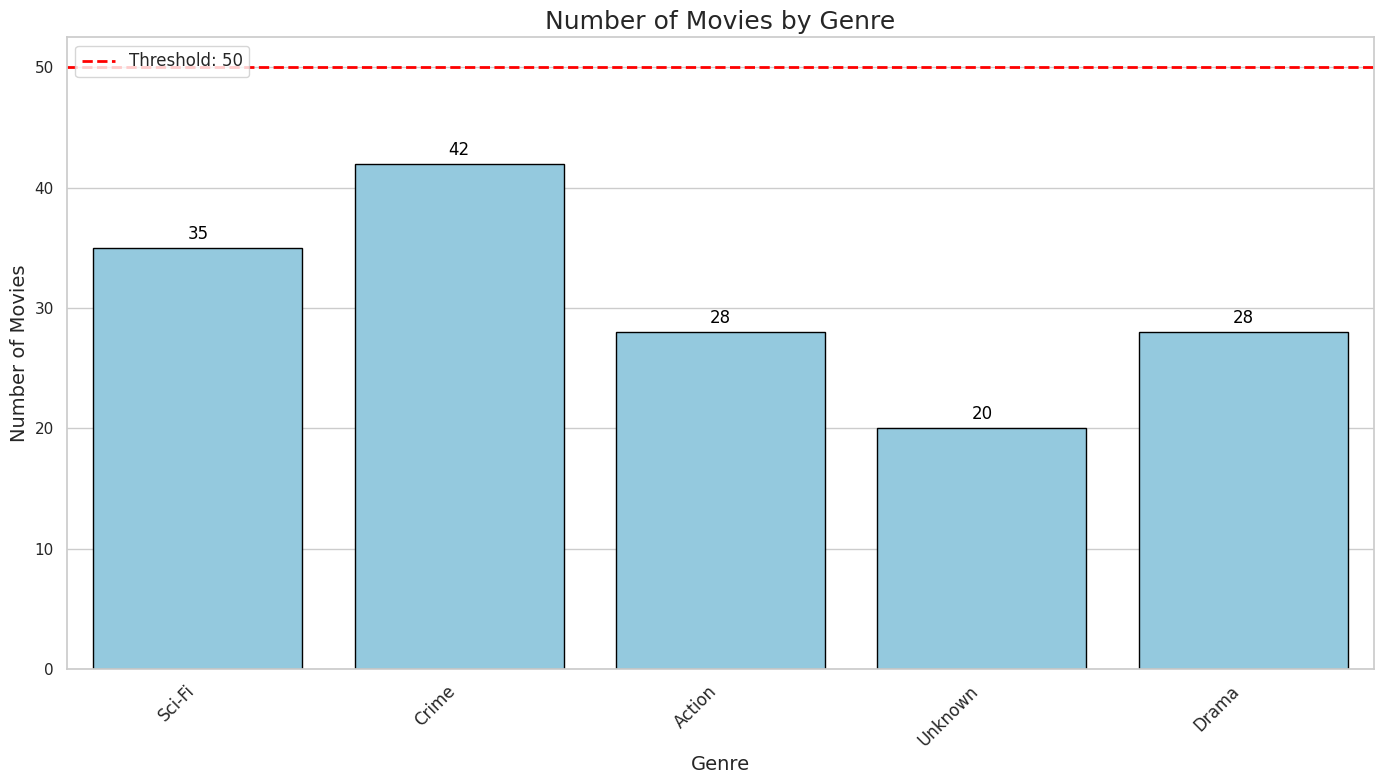 Number of Movies by Genre
Threshold: 50
Number of Movies
50
40
30
20
10
0
35
42
28
20
28
Sci-Fi
Crime
Action
Unknown
Drama
Genre